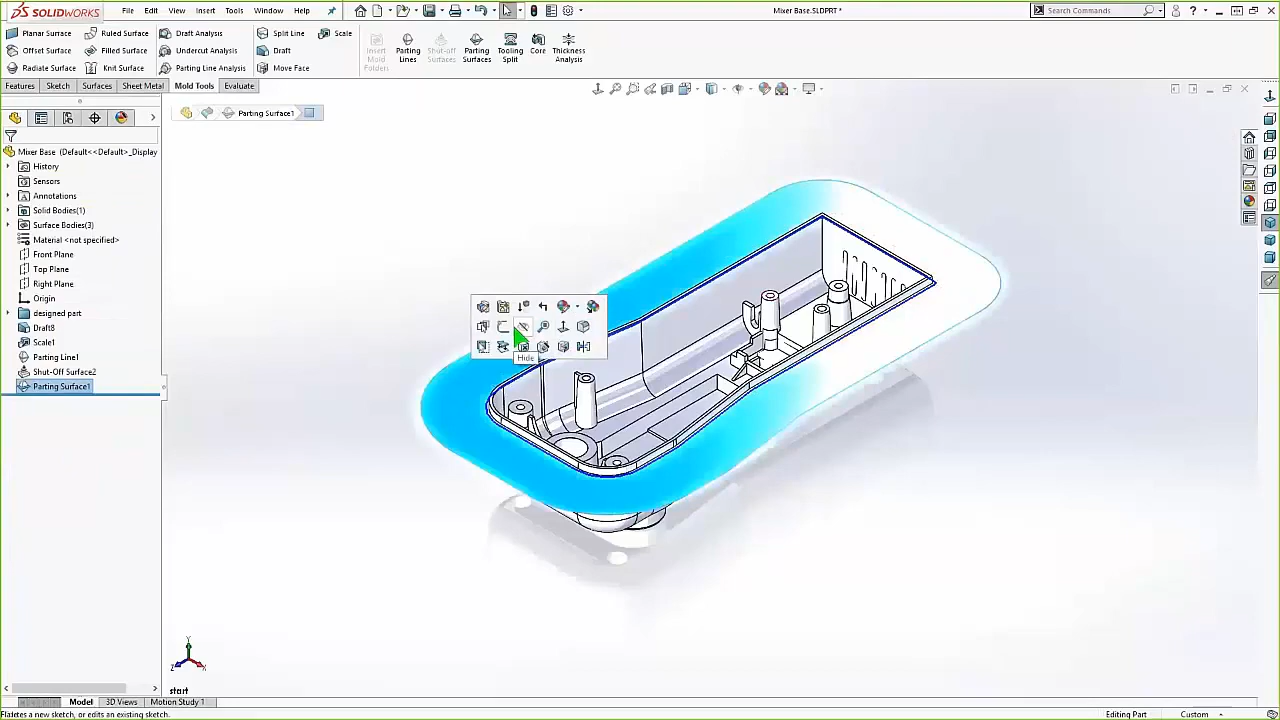 SOLIDWORKS
File Edit View Insert Tools Window Help
Mixer Base.SLDPRT *
Search Commands
Planar Surface Ruled Surface Draft Analysis Split Line Scale
Offset Surface Filled Surface Undercut Analysis Draft
Radiate Surface Knit Surface Parting Line Analysis Move Face
Insert Mold Folders
Parting Lines
Shut-off Surfaces
Parting Surfaces
Tooling Split
Core
Thickness Analysis
Features Sketch Surfaces Sheet Metal Mold Tools Evaluate
Parting Surface1
Mixer Base (Default<<Default>_Display
History
Sensors
Annotations
Solid Bodies(1)
Surface Bodies(3)
Material <not specified>
Front Plane
Top Plane
Right Plane
Origin
designed part
Draft8
Scale1
Parting Line1
Shut-Off Surface2
Parting Surface1
Hide
Y
Z
X
start
Model 3D Views Motion Study 1
Editing Part Custom